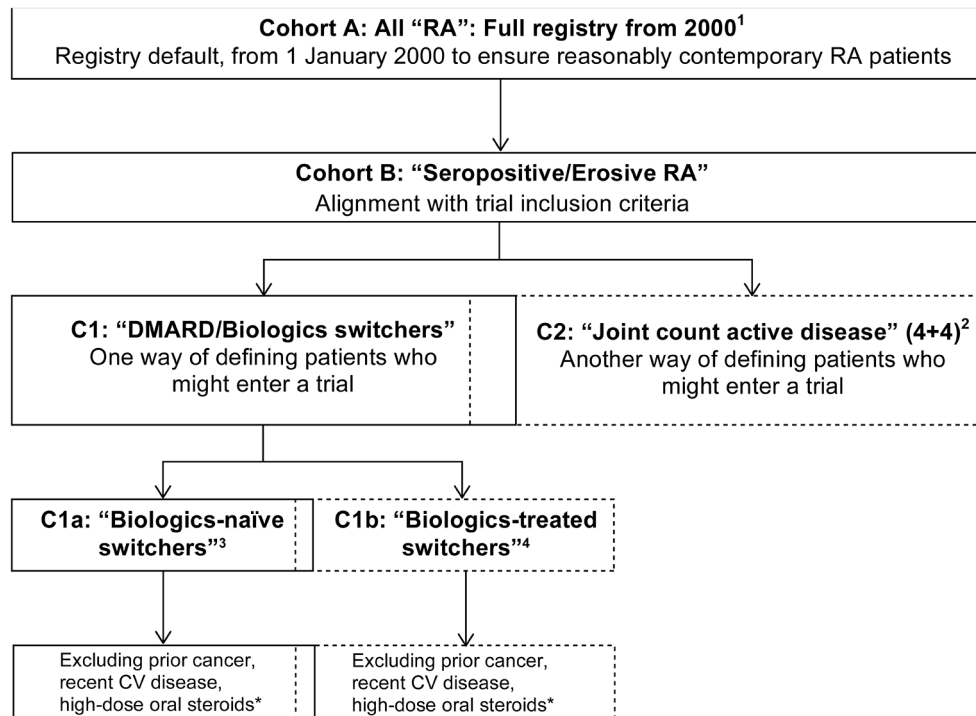 Cohort A: All “RA”: Full registry from 2000¹
Registry default, from 1 January 2000 to ensure reasonably contemporary RA patients
Cohort B: “Seropositive/Erosive RA”
Alignment with trial inclusion criteria
C1: “DMARD/Biologics switchers”
One way of defining patients who
might enter a trial
C2: “Joint count active disease” (4+4)²
Another way of defining patients who
might enter a trial
C1a: “Biologics-naïve
switchers”³
C1b: “Biologics-treated
switchers”⁴
Excluding prior cancer,
recent CV disease,
high-dose oral steroids*
Excluding prior cancer,
recent CV disease,
high-dose oral steroids*